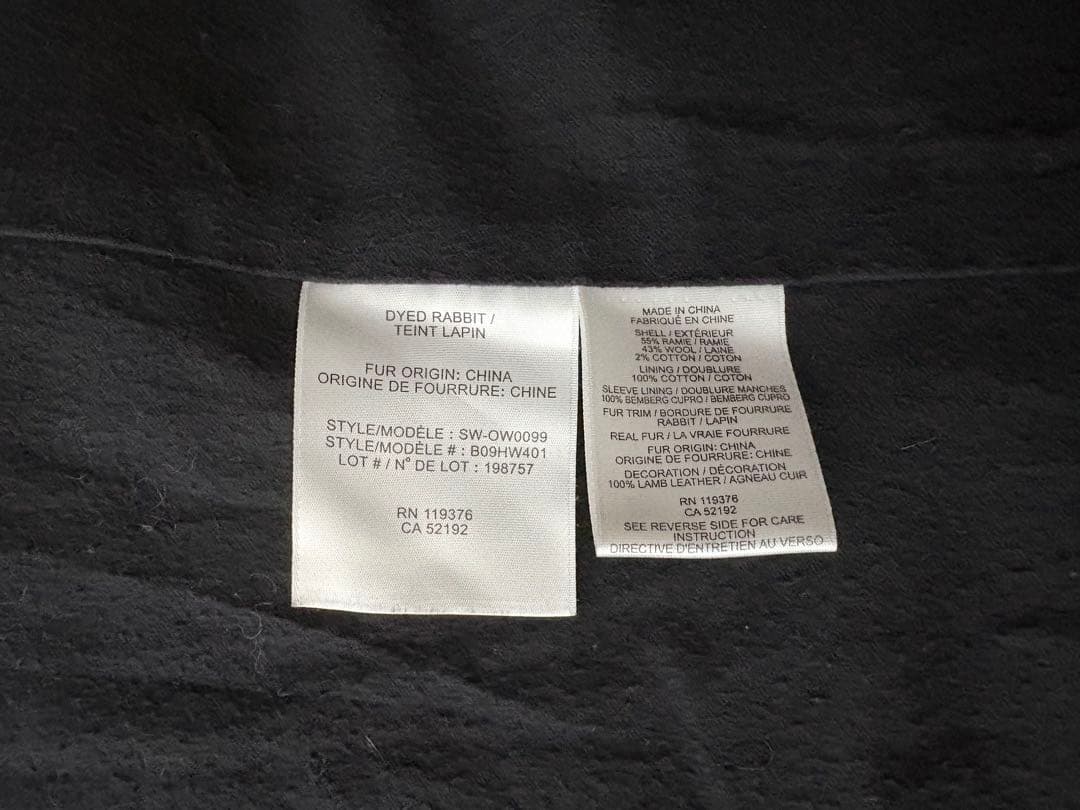 DYED RABBIT /
TEINT LAPIN
FUR ORIGIN: CHINA
ORIGINE DE FOURRURE: CHINE
STYLE/MODÈLE : SW-OW0099
STYLE/MODÈLE # : B09HW401
LOT # / N° DE LOT : 198757
RN 119376
CA 52192
MADE IN CHINA
FABRIQUÉ EN CHINE
SHELL / EXTÉRIEUR
55% RAMIE / RAMIE
43% WOOL / LAINE
2% COTTON / COTON
LINING / DOUBLURE
100% COTTON / COTON
SLEEVE LINING / DOUBLURE MANCHES
100% BEMBERG CUPRO / BEMBERG CUPRO
FUR TRIM / BORDURE DE FOURRURE
RABBIT / LAPIN
REAL FUR / LA VRAIE FOURRURE
FUR ORIGIN: CHINA
ORIGINE DE FOURRURE: CHINE
DECORATION / DÉCORATION
100% LAMB LEATHER / AGNEAU CUIR
RN 119376
CA 52192
SEE REVERSE SIDE FOR CARE
INSTRUCTION
DIRECTIVE D'ENTRETIEN AU VERSO